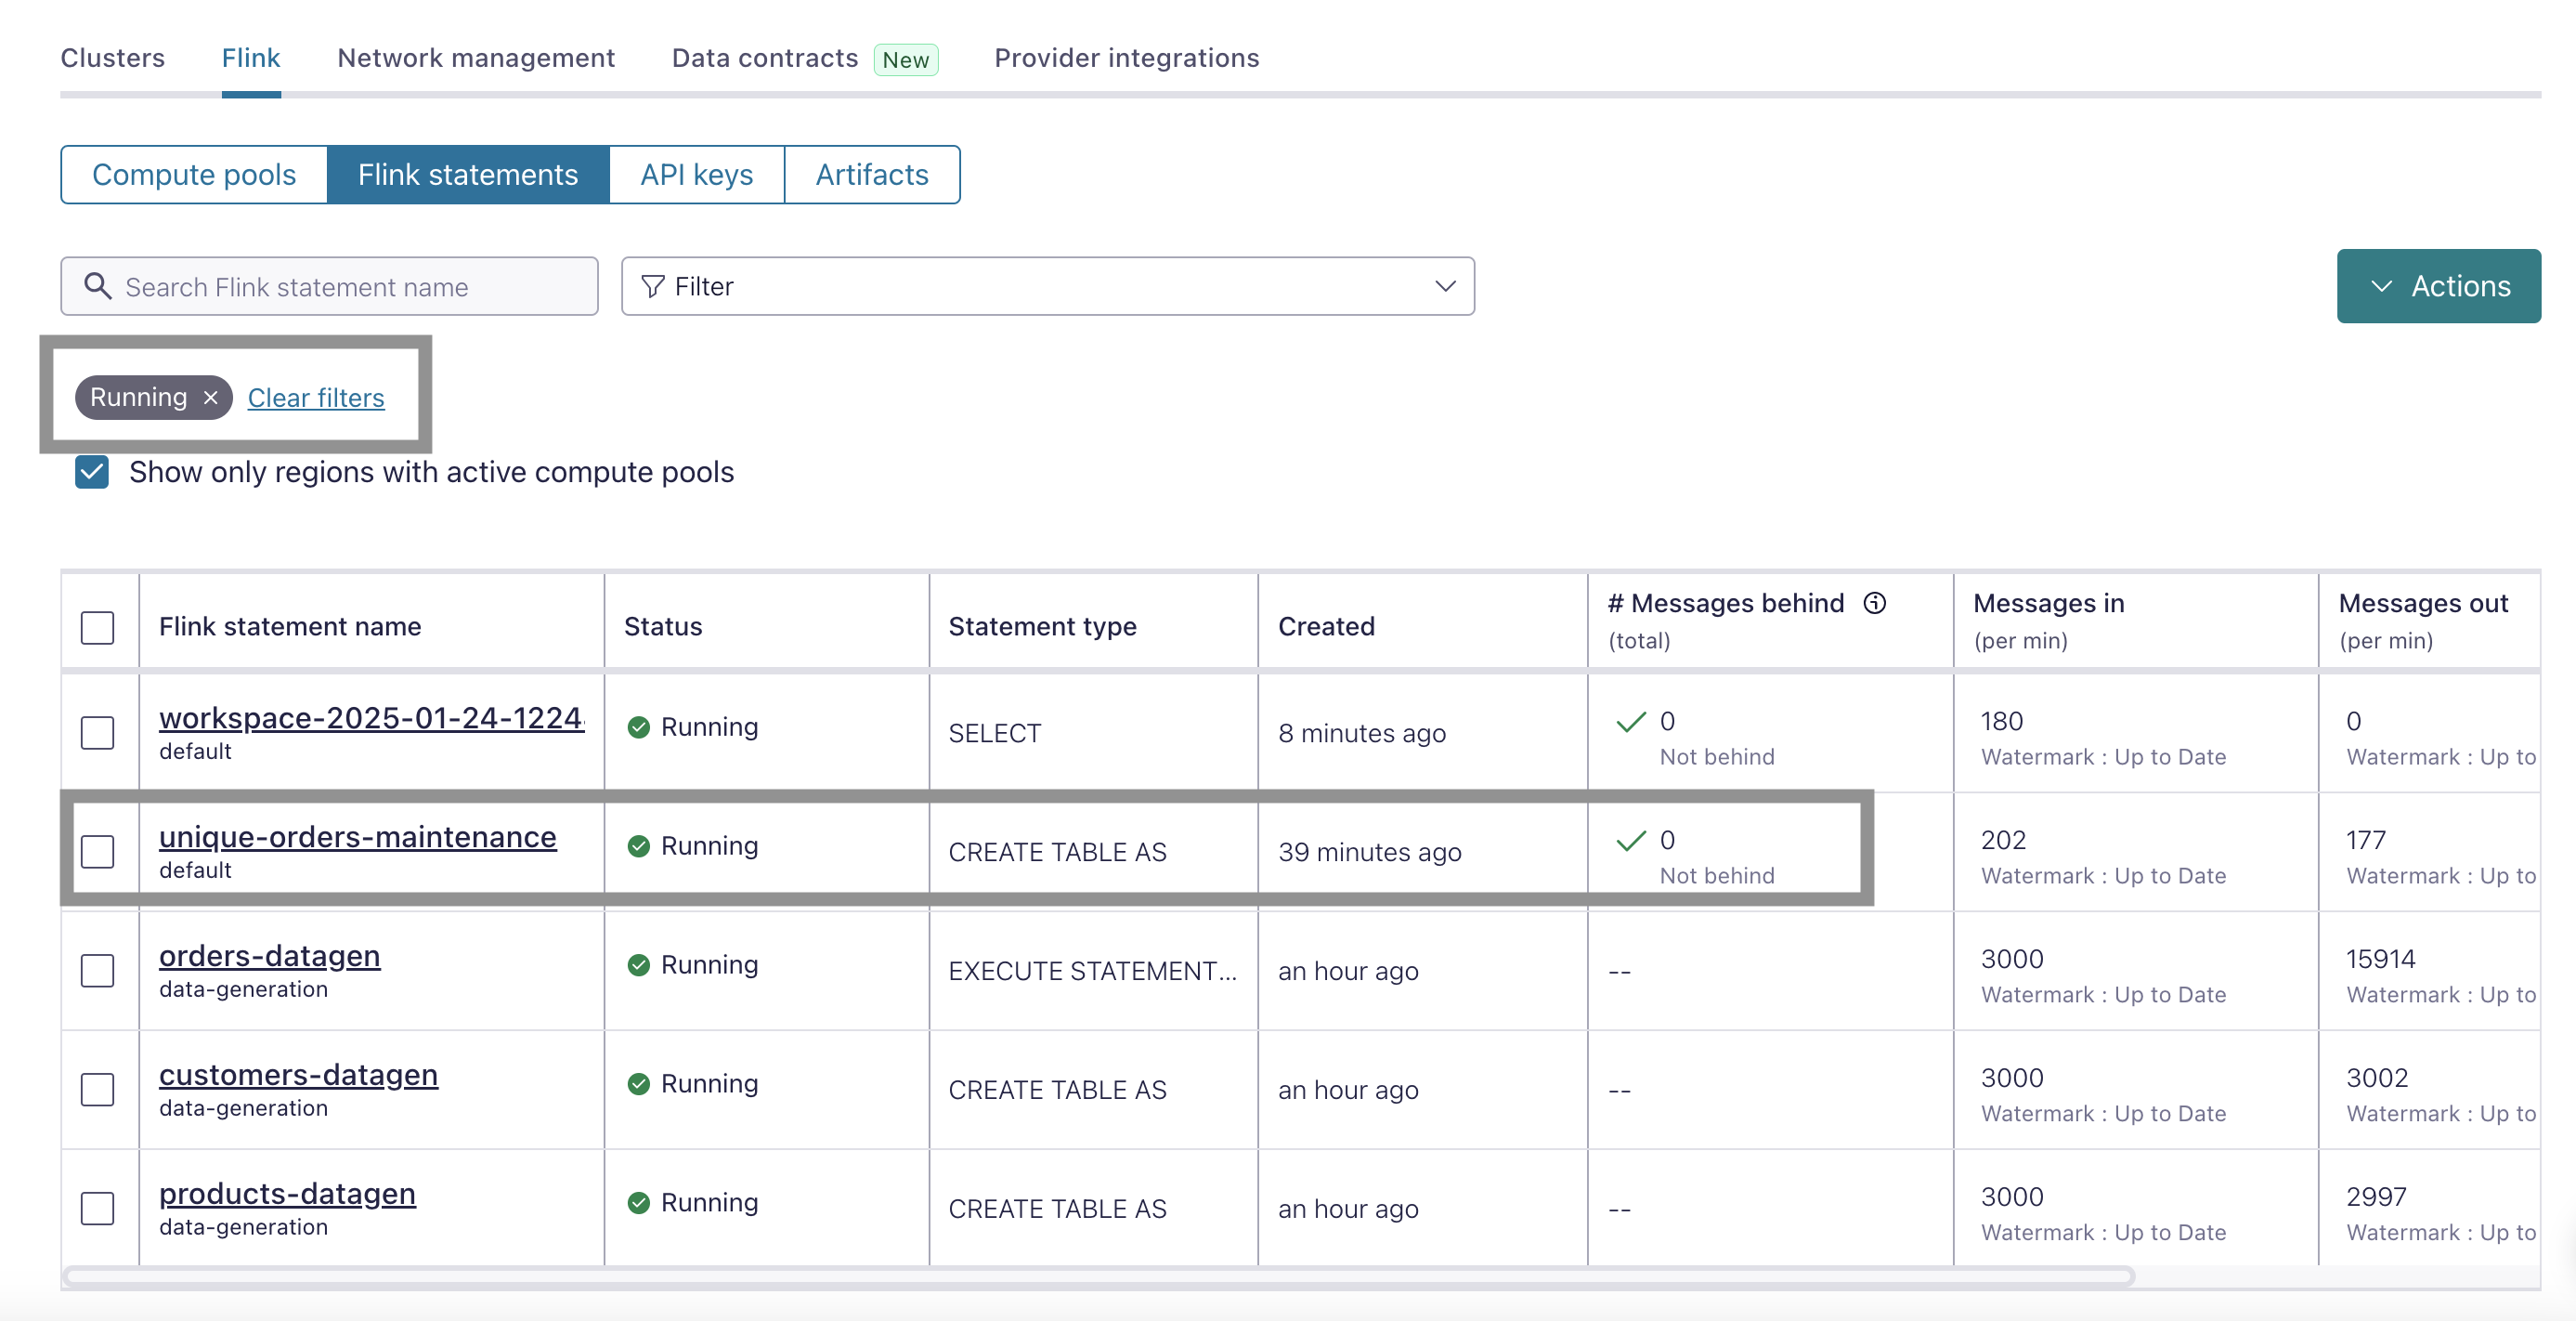 Clusters Flink Network management Data contracts New Provider integrations
Compute pools Flink statements API keys Artifacts
Search Flink statement name Filter Actions
Running × Clear filters
Show only regions with active compute pools
Flink statement name Status Statement type Created # Messages behind (total) Messages in (per min) Messages out (per min)
workspace-2025-01-24-1224 Running SELECT 8 minutes ago 0 180 0
default Not behind Watermark : Up to Date Watermark : Up to
unique-orders-maintenance Running CREATE TABLE AS 39 minutes ago 0 202 177
default Not behind Watermark : Up to Date Watermark : Up to
orders-datagen Running EXECUTE STATEMENT... an hour ago -- 3000 15914
data-generation Watermark : Up to Date Watermark : Up to
customers-datagen Running CREATE TABLE AS an hour ago -- 3000 3002
data-generation Watermark : Up to Date Watermark : Up to
products-datagen Running CREATE TABLE AS an hour ago -- 3000 2997
data-generation Watermark : Up to Date Watermark : Up to